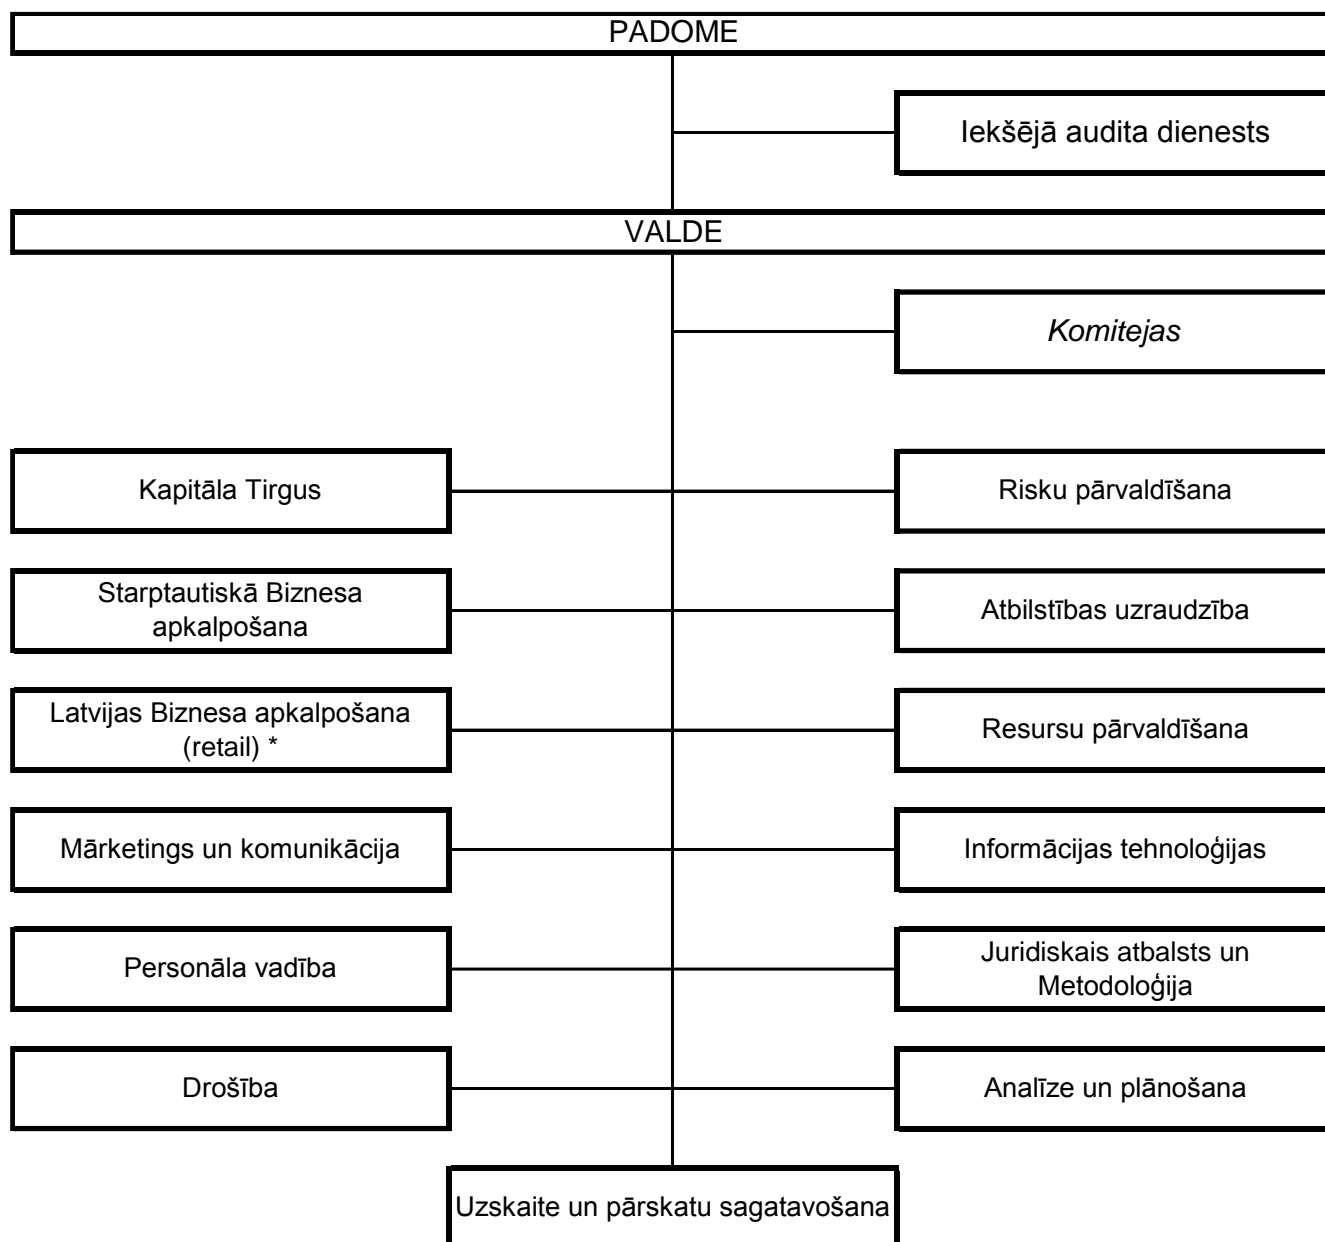 PADOME
Iekšējā audita dienests
VALDE
Komitejas
Kapitāla Tirgus
Risku pārvaldīšana
Starptautiskā Biznesa
apkalpošana
Atbilstības uzraudzība
Latvijas Biznesa apkalpošana
(retail) *
Resursu pārvaldīšana
Mārketings un komunikācija
Informācijas tehnoloģijas
Personāla vadība
Juridiskais atbalsts un
Metodoloģija
Drošība
Analīze un plānošana
Uzskaite un pārskatu sagatavošana